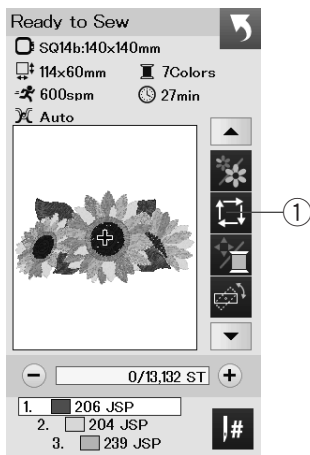 Ready to Sew
SQ14b:140x140mm
114x60mm 7Colors
600spm 27min
Auto
①
0/13,132 ST
1. 206 JSP
2. 204 JSP
3. 239 JSP
#